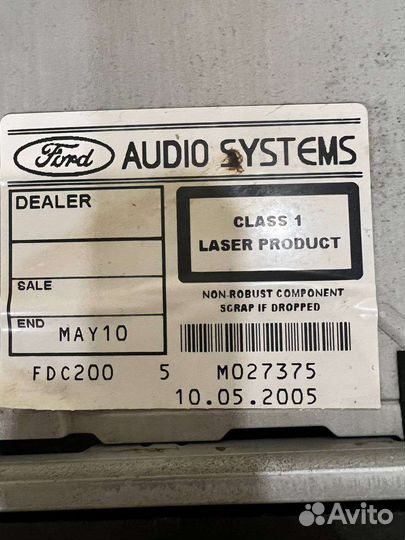 Ford AUDIO SYSTEMS
DEALER
SALE
END MAY10
CLASS 1
LASER PRODUCT
NON-ROBUST COMPONENT
SCRAP IF DROPPED
FDC200 5 M027375
10.05.2005
Avito